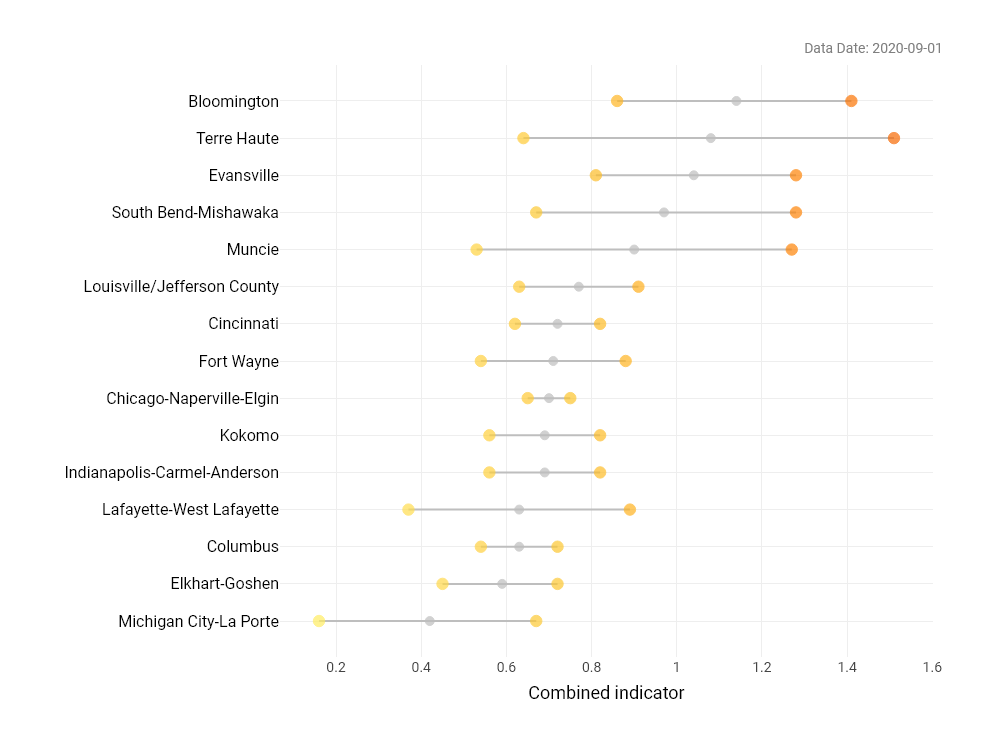 Data Date: 2020-09-01
Bloomington
Terre Haute
Evansville
South Bend-Mishawaka
Muncie
Louisville/Jefferson County
Cincinnati
Fort Wayne
Chicago-Naperville-Elgin
Kokomo
Indianapolis-Carmel-Anderson
Lafayette-West Lafayette
Columbus
Elkhart-Goshen
Michigan City-La Porte
0.2 0.4 0.6 0.8 1 1.2 1.4 1.6
Combined indicator